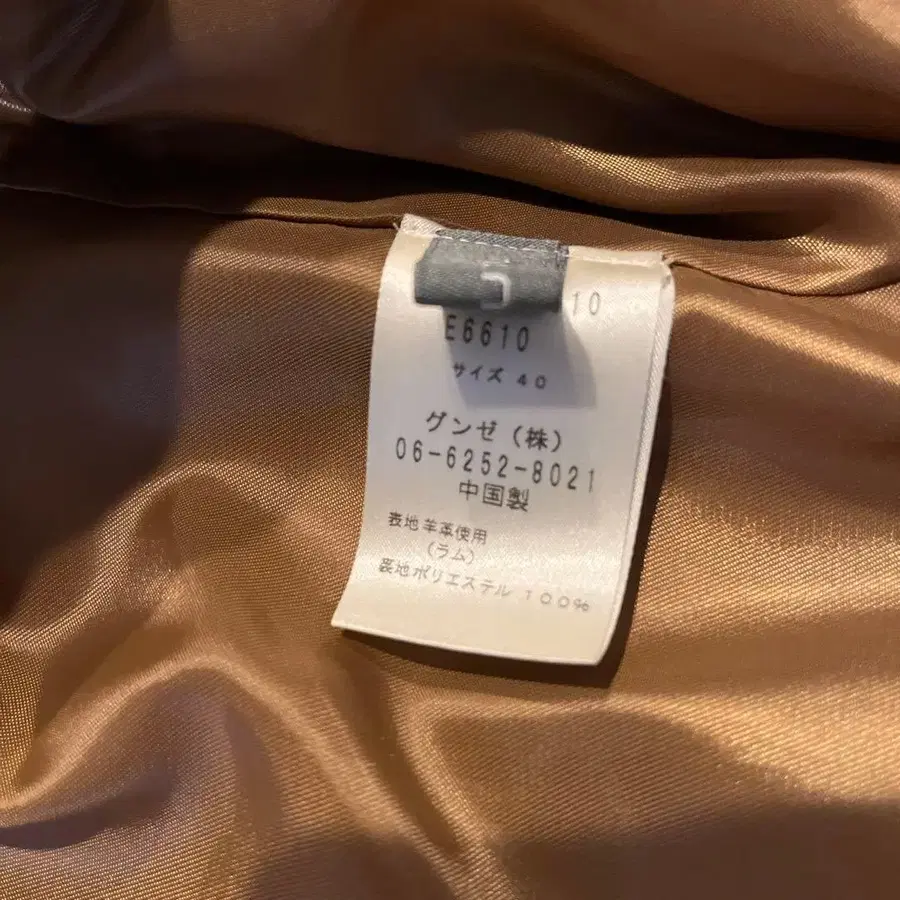 10
E6610
サイズ 40
グンゼ(株)
06-6252-8021
中国製
表地羊革使用
(ラム)
裏地ポリエステル 100%